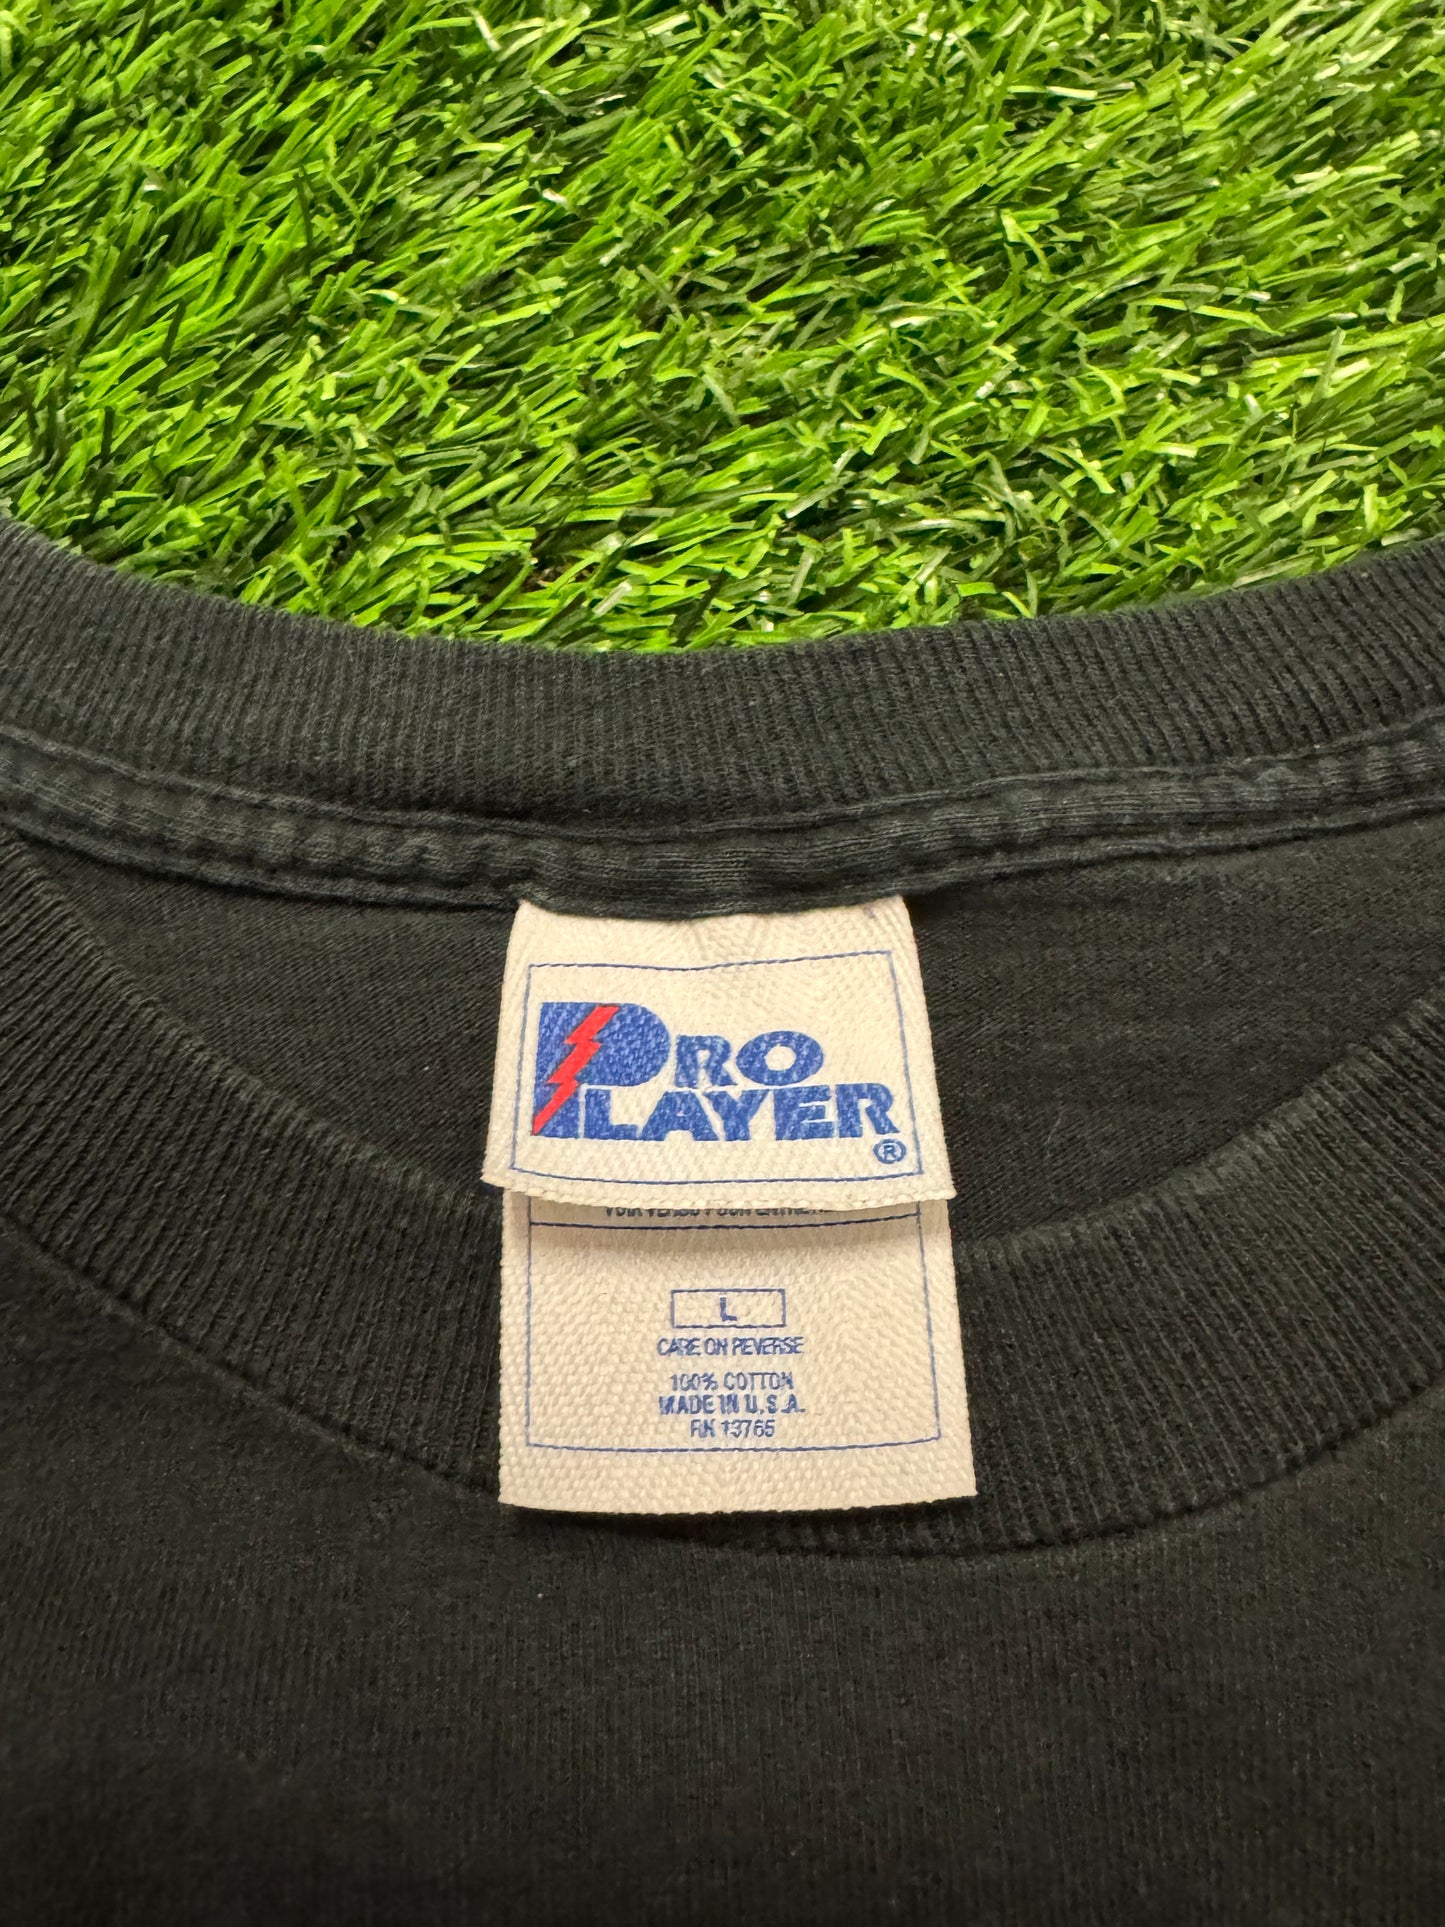 PRO
PLAYER
®
L
CARE ON REVERSE
100% COTTON
MADE IN U.S.A.
RN 13765